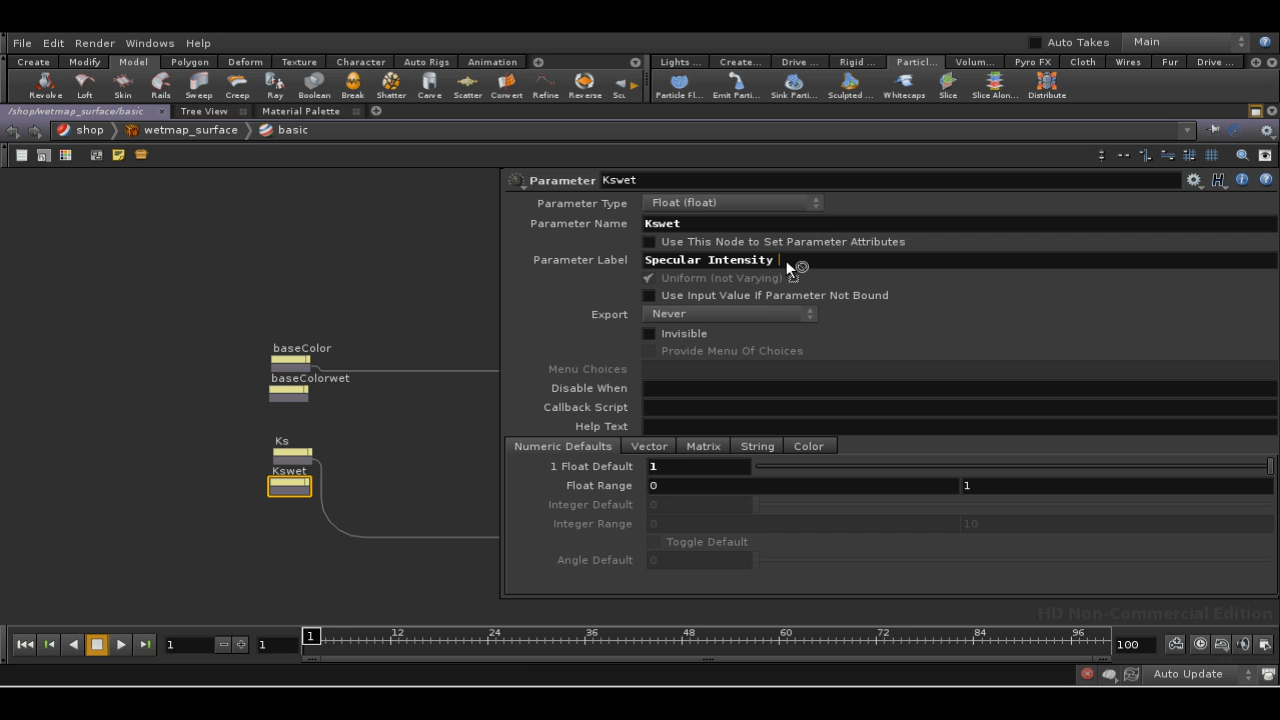 File Edit Render Windows Help Auto Takes Main
Create Modify Model Polygon Deform Texture Character Auto Rigs Animation Lights ... Create... Drive ... Rigid ... Particl... Volum... Pyro FX Cloth Wires Fur Drive ...
Revolve Loft Skin Rails Sweep Creep Ray Boolean Break Shatter Carve Scatter Convert Refine Reverse Particle Fl... Emit Parti... Sink Parti... Sculpted ... Whitecaps Slice Slice Alon... Distribute
/shop/wetmap_surface/basic Tree View Material Palette
shop wetmap_surface basic
Parameter Kswet
Parameter Type Float (float)
Parameter Name Kswet
Use This Node to Set Parameter Attributes
Parameter Label Specular Intensity
Uniform (not Varying)
Use Input Value If Parameter Not Bound
Export Never
Invisible
Provide Menu Of Choices
Menu Choices
Disable When
Callback Script
Help Text
Numeric Defaults Vector Matrix String Color
1 Float Default 1
Float Range 0 1
Integer Default 0
Integer Range 0 10
Toggle Default
Angle Default 0
baseColor
baseColorwet
Ks
Kswet
HD Non-Commercial Edition
1 1 1 12 24 36 48 60 72 84 96 100
Auto Update